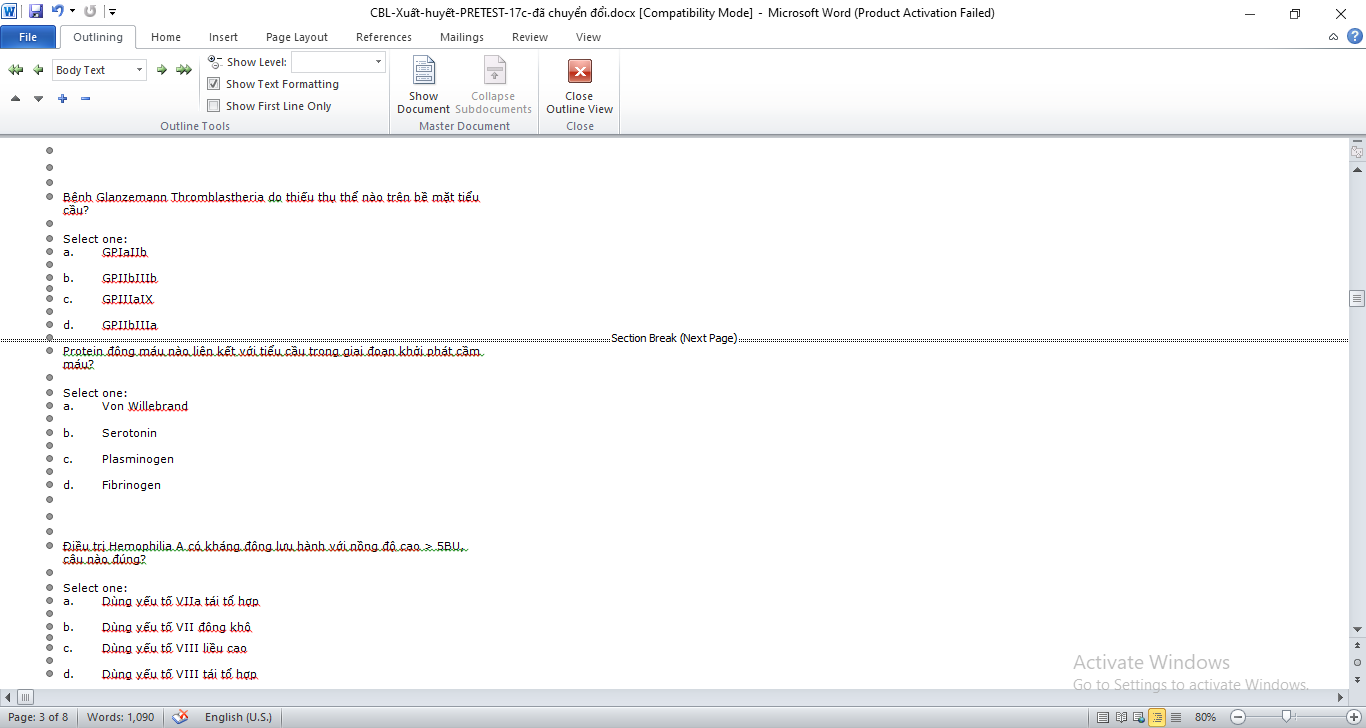 CBL-Xuất-huyết-PRETEST-17c-đã chuyển đổi.docx [Compatibility Mode] - Microsoft Word (Product Activation Failed)
File Outlining Home Insert Page Layout References Mailings Review View
Body Text
Show Level:
Show Text Formatting
Show First Line Only
Outline Tools
Show Document
Collapse Subdocuments
Master Document
Close Outline View
Close
Bệnh Glanzemann Thromblastheria do thiếu thụ thể nào trên bề mặt tiểu
cầu?
Select one:
a. GPIaIIb
b. GPIIbIIIb
c. GPIIIaIX
d. GPIIbIIIa
Section Break (Next Page)
Protein đông máu nào liên kết với tiểu cầu trong giai đoạn khởi phát cầm
máu?
Select one:
a. Von Willebrand
b. Serotonin
c. Plasminogen
d. Fibrinogen
Điều trị Hemophilia A có kháng đông lưu hành với nồng độ cao > 5BU,
câu nào đúng?
Select one:
a. Dùng yếu tố VIIa tái tổ hợp
b. Dùng yếu tố VII đông khô
c. Dùng yếu tố VIII liều cao
d. Dùng yếu tố VIII tái tổ hợp
Activate Windows
Go to Settings to activate Windows.
Page: 3 of 8 Words: 1,090 English (U.S.) 80%